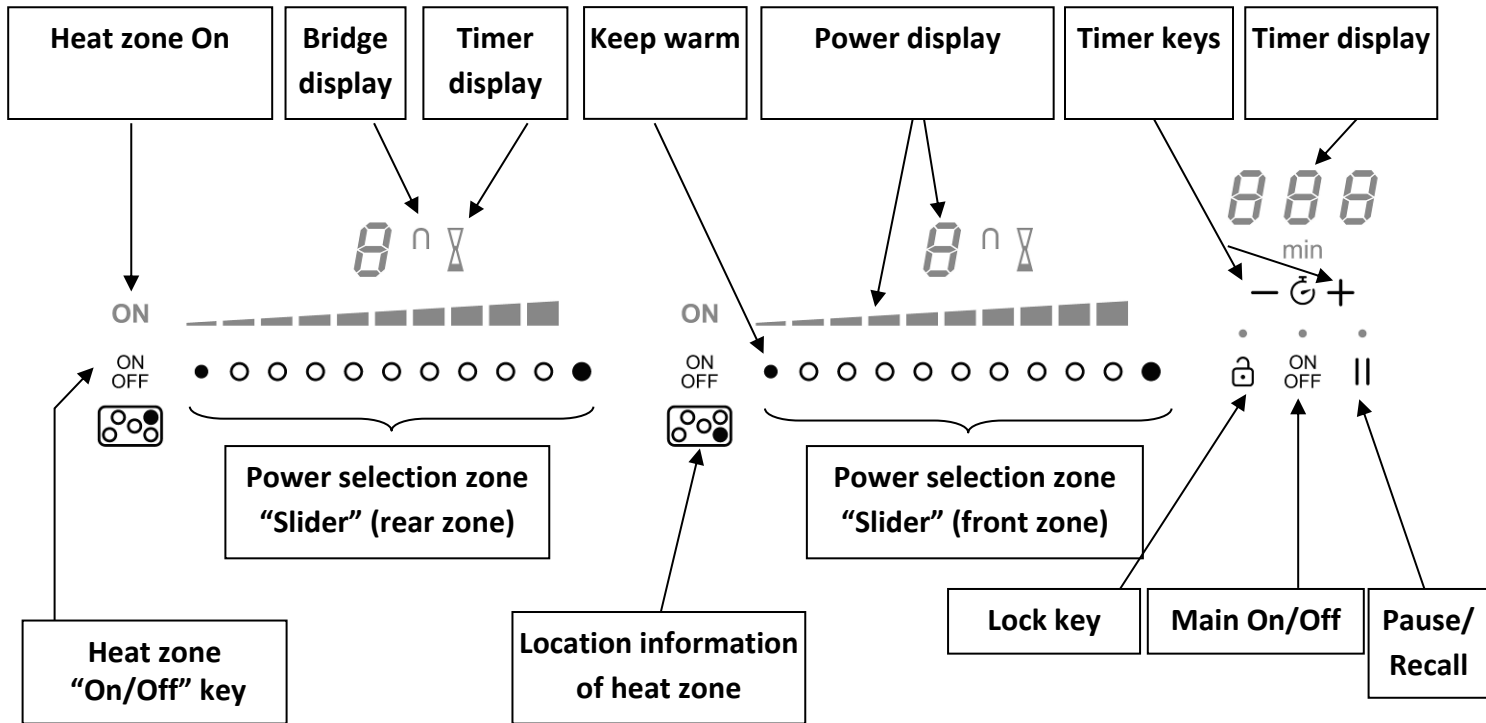 Heat zone On
Bridge
display
Timer
display
Keep warm
Power display
Timer keys
Timer display
8 ∩
8 ∩
888
min
− +
ON
ON
ON
OFF
ON
OFF
ON
OFF
Power selection zone
“Slider” (rear zone)
Power selection zone
“Slider” (front zone)
Heat zone
“On/Off” key
Location information
of heat zone
Lock key
Main On/Off
Pause/
Recall